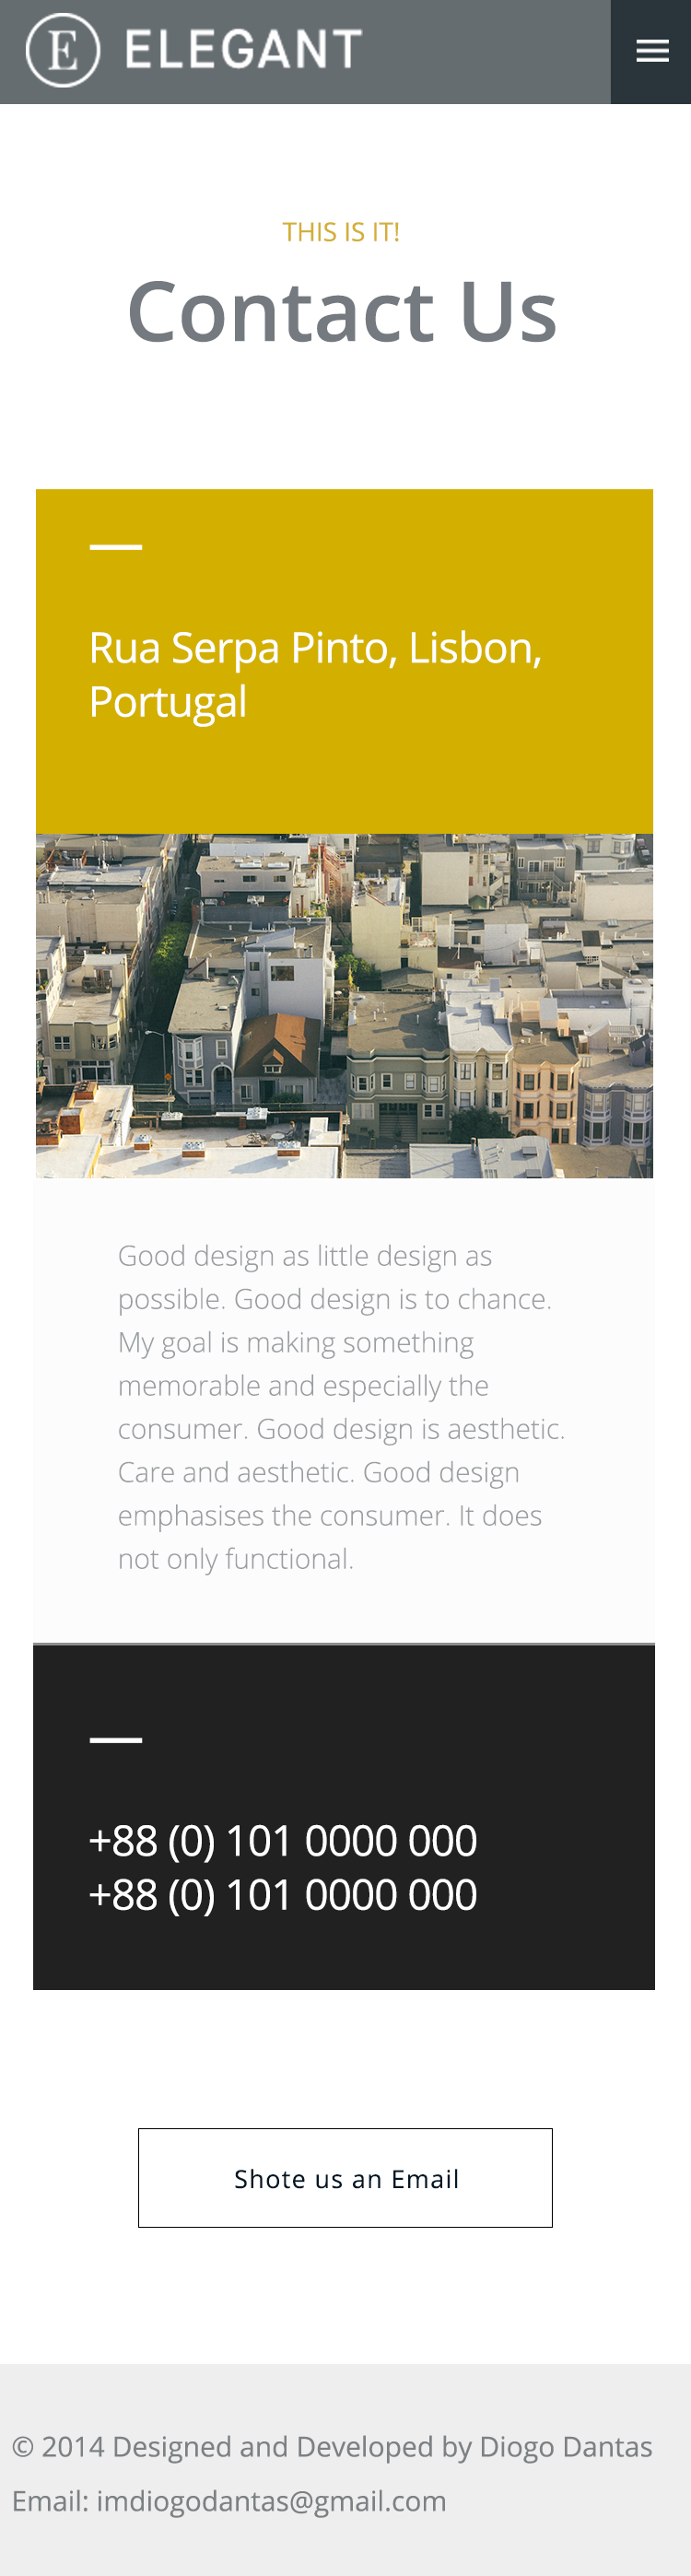 E ELEGANT
THIS IS IT!
Contact Us
Rua Serpa Pinto, Lisbon,
Portugal
Good design as little design as
possible. Good design is to chance.
My goal is making something
memorable and especially the
consumer. Good design is aesthetic.
Care and aesthetic. Good design
emphasises the consumer. It does
not only functional.
+88 (0) 101 0000 000
+88 (0) 101 0000 000
Shote us an Email
© 2014 Designed and Developed by Diogo Dantas
Email: imdiogodantas@gmail.com